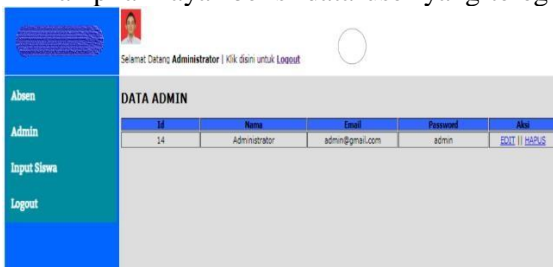 Selamat Datang Administrator | Klik disini untuk Logout
Absen
Admin
Input Siswa
Logout
DATA ADMIN
Id Nama Email Password Aksi
14 Administrator admin@gmail.com admin EDIT || HAPUS